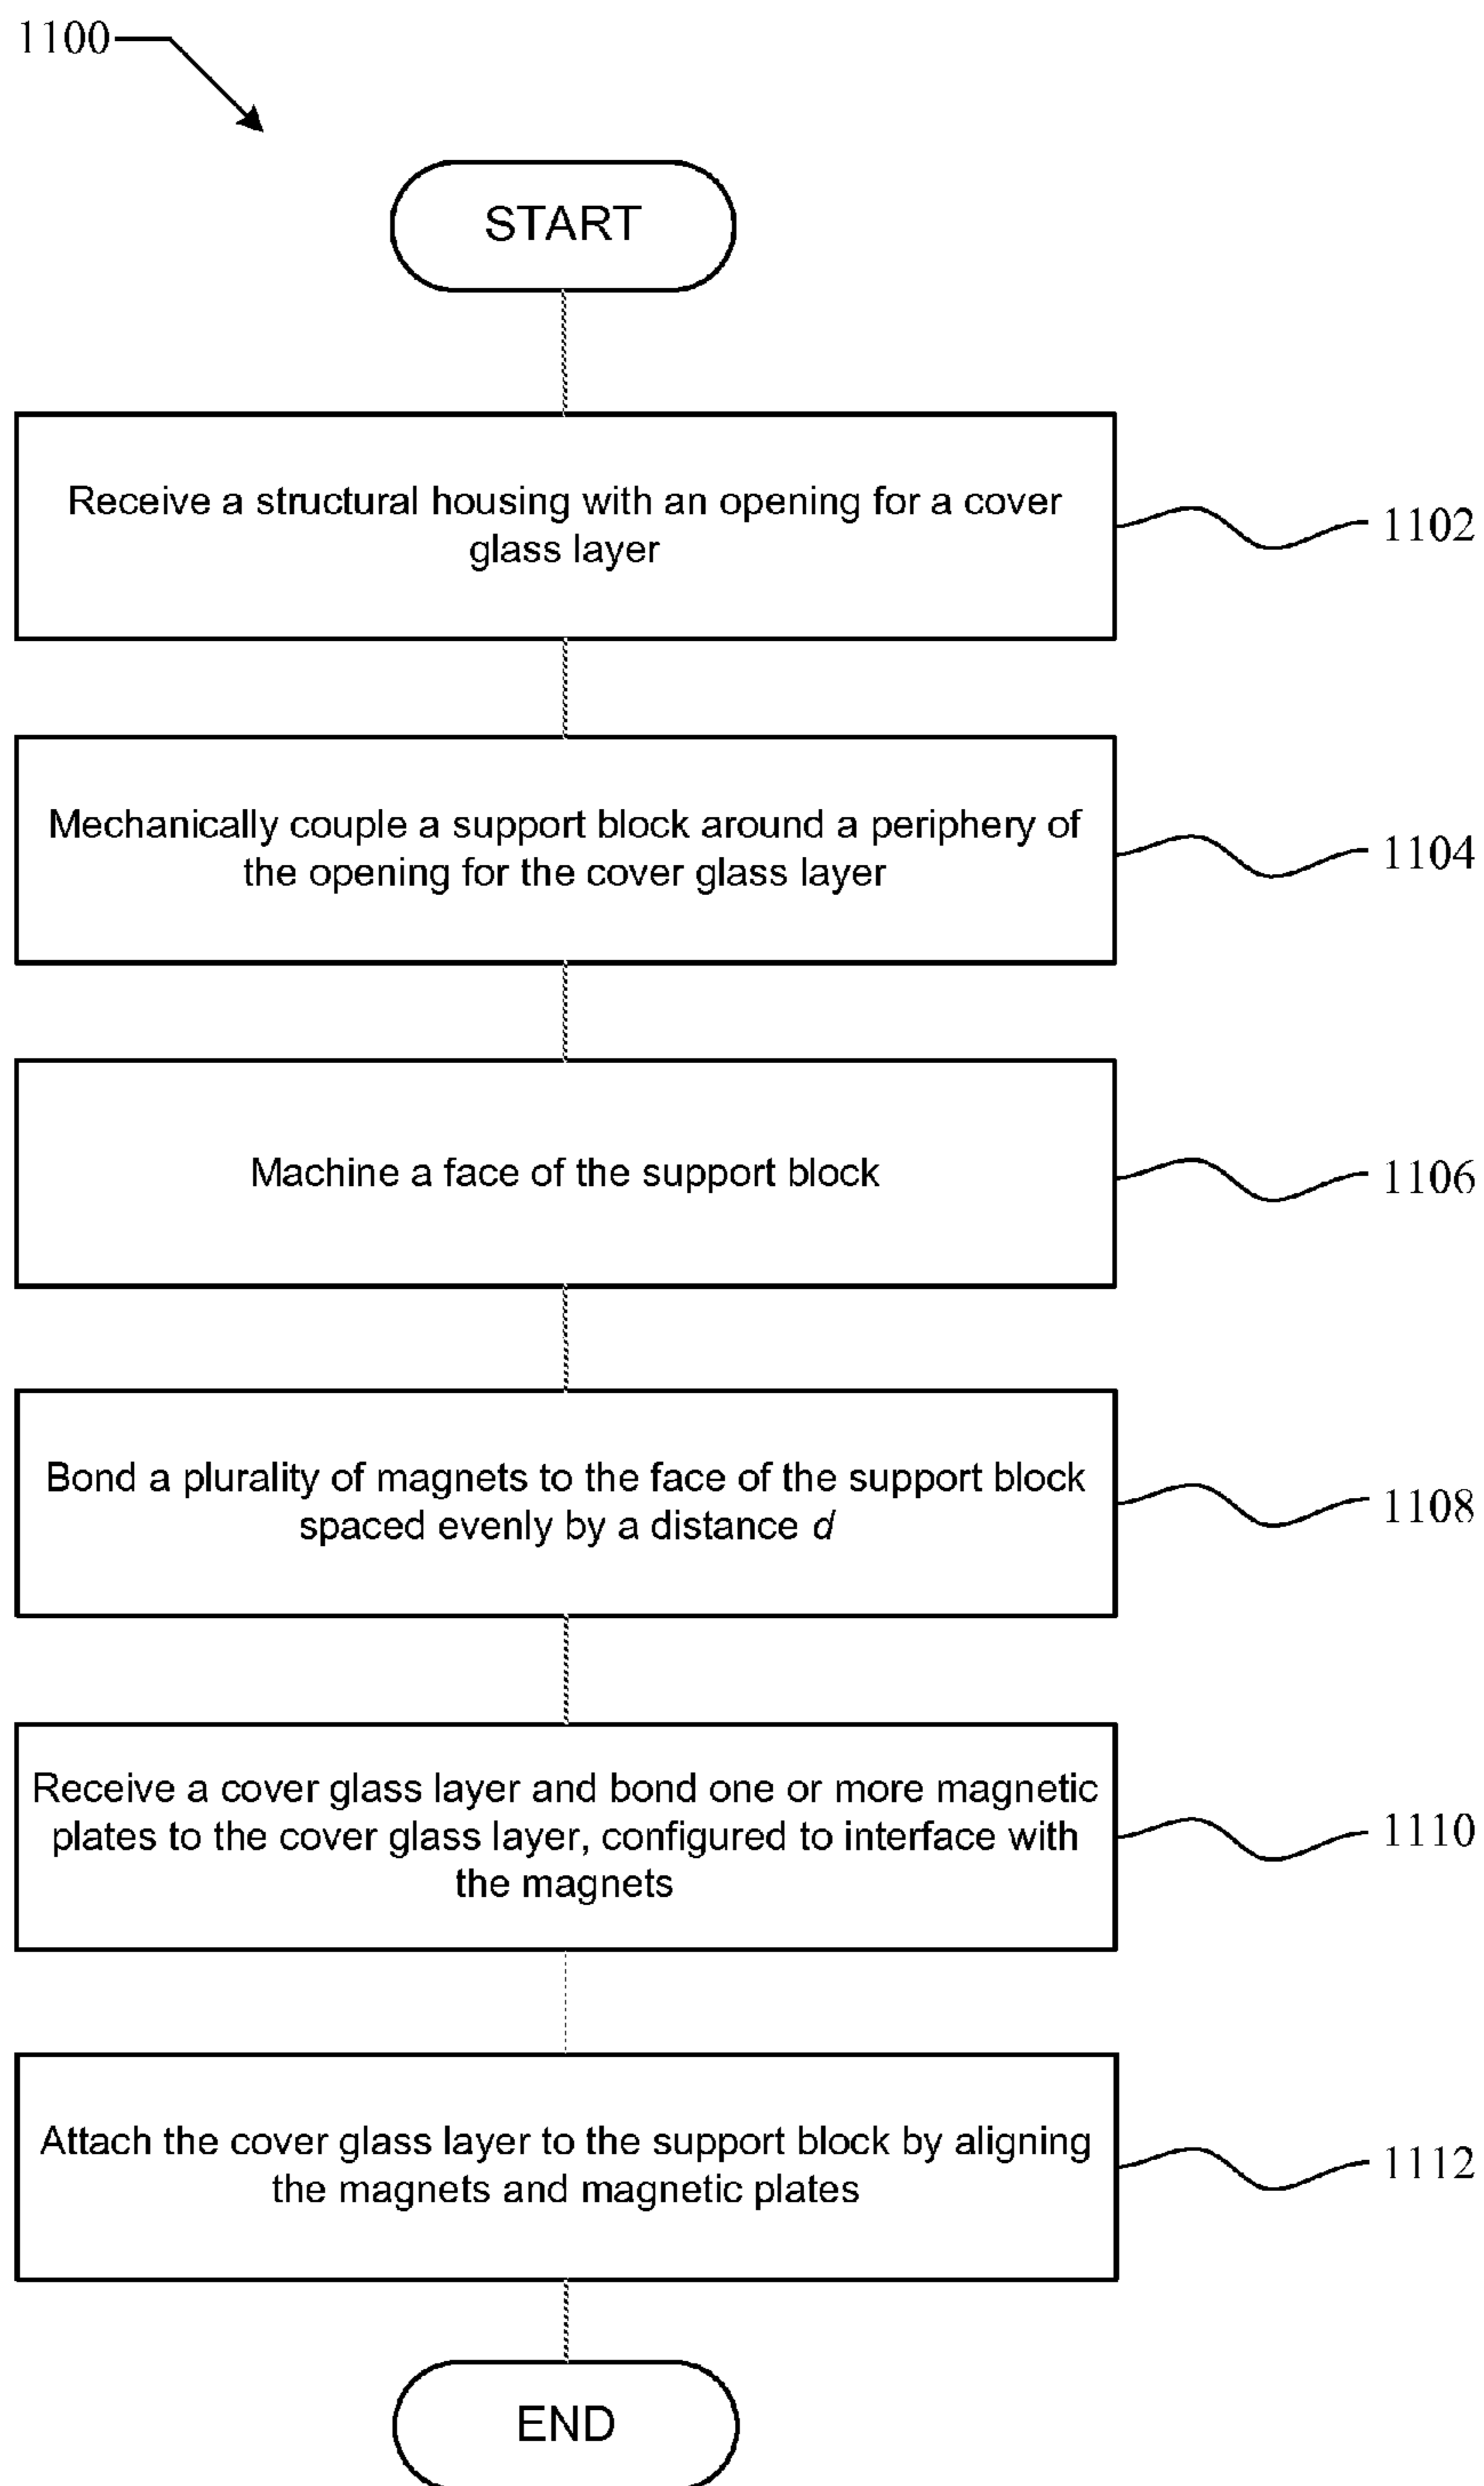 1100
START
Receive a structural housing with an opening for a cover
glass layer
1102
Mechanically couple a support block around a periphery of
the opening for the cover glass layer
1104
Machine a face of the support block
1106
Bond a plurality of magnets to the face of the support block
spaced evenly by a distance d
1108
Receive a cover glass layer and bond one or more magnetic
plates to the cover glass layer, configured to interface with
the magnets
1110
Attach the cover glass layer to the support block by aligning
the magnets and magnetic plates
1112
END